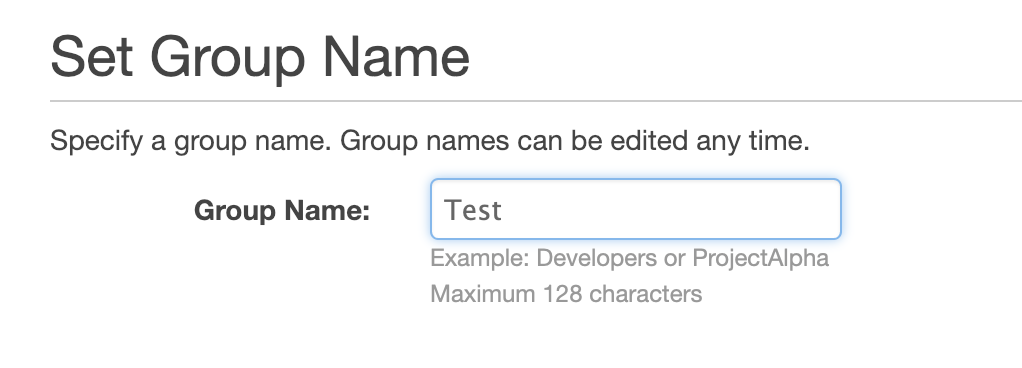 Set Group Name
Specify a group name. Group names can be edited any time.
Group Name: Test
Example: Developers or ProjectAlpha
Maximum 128 characters